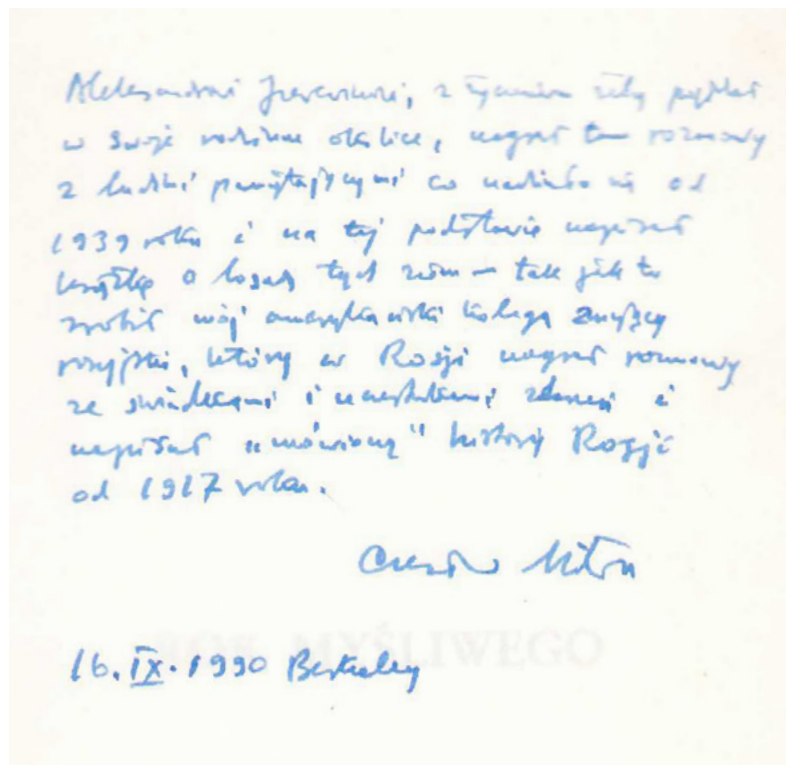 Aleksandrowi Jurewiczowi, z życzeniem żeby pojechał
w swoje rodzinne okolice, nagrał tam rozmowy
z ludźmi pamiętającymi co nadziało się od
1939 roku i na tej podstawie napisał
książkę o losach tych ziem – tak jak to
zrobił mój amerykański kolega znający
rosyjski, który w Rosji nagrał rozmowy
ze świadkami i uczestnikami zdarzeń i
napisał „mówioną" historię Rosji
od 1917 roku.
Czesław Miłosz
16. IX. 1990 Berkeley
ROK MYŚLIWEGO